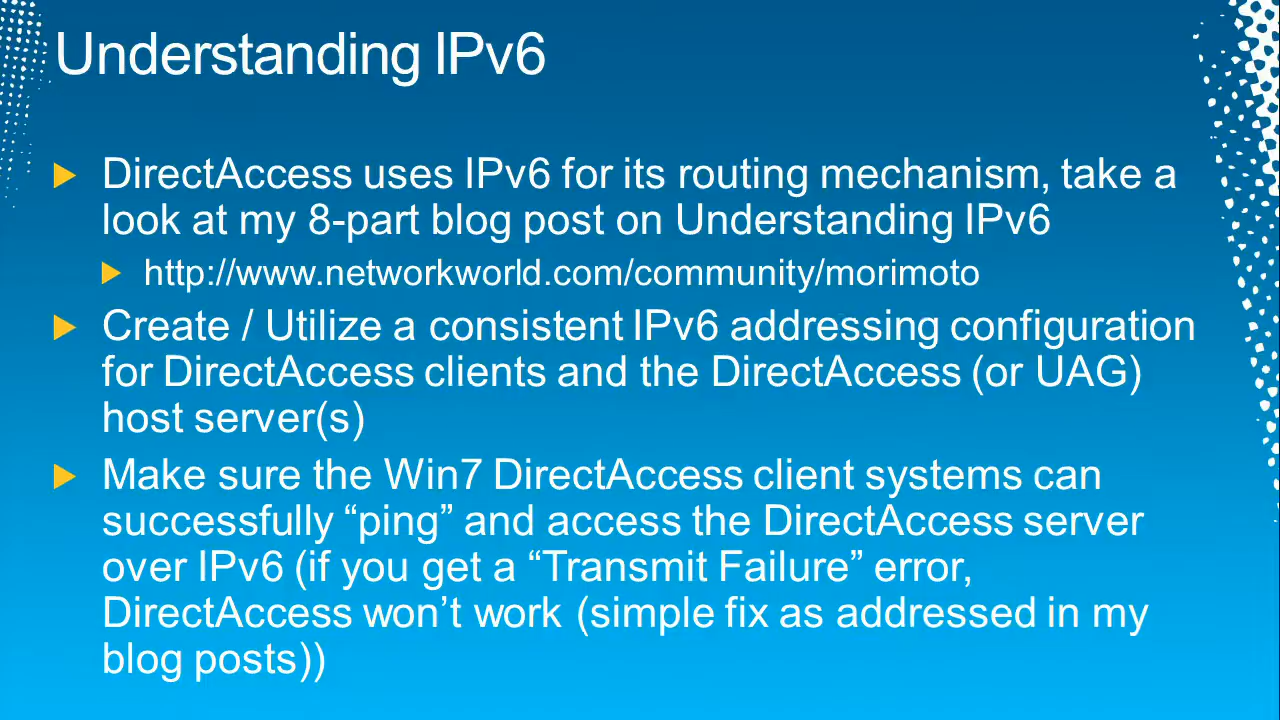 Understanding IPv6
DirectAccess uses IPv6 for its routing mechanism, take a
look at my 8-part blog post on Understanding IPv6
http://www.networkworld.com/community/morimoto
Create / Utilize a consistent IPv6 addressing configuration
for DirectAccess clients and the DirectAccess (or UAG)
host server(s)
Make sure the Win7 DirectAccess client systems can
successfully “ping” and access the DirectAccess server
over IPv6 (if you get a “Transmit Failure” error,
DirectAccess won’t work (simple fix as addressed in my
blog posts))